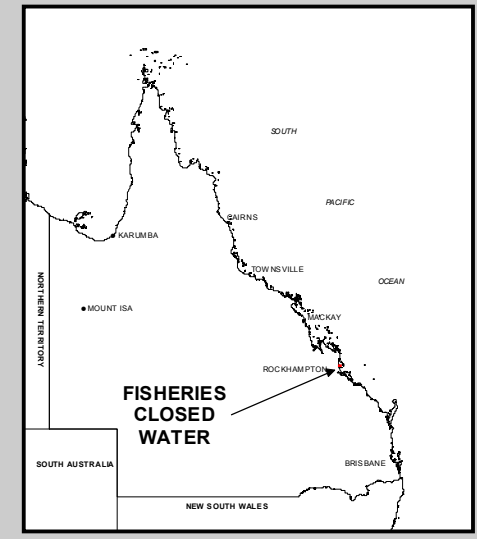 SOUTH
PACIFIC
CAIRNS
KARUMBA
TOWNSVILLE
OCEAN
NORTHERN TERRITORY
MOUNT ISA
MACKAY
ROCKHAMPTON
FISHERIES
CLOSED
WATER
SOUTH AUSTRALIA
BRISBANE
NEW SOUTH WALES